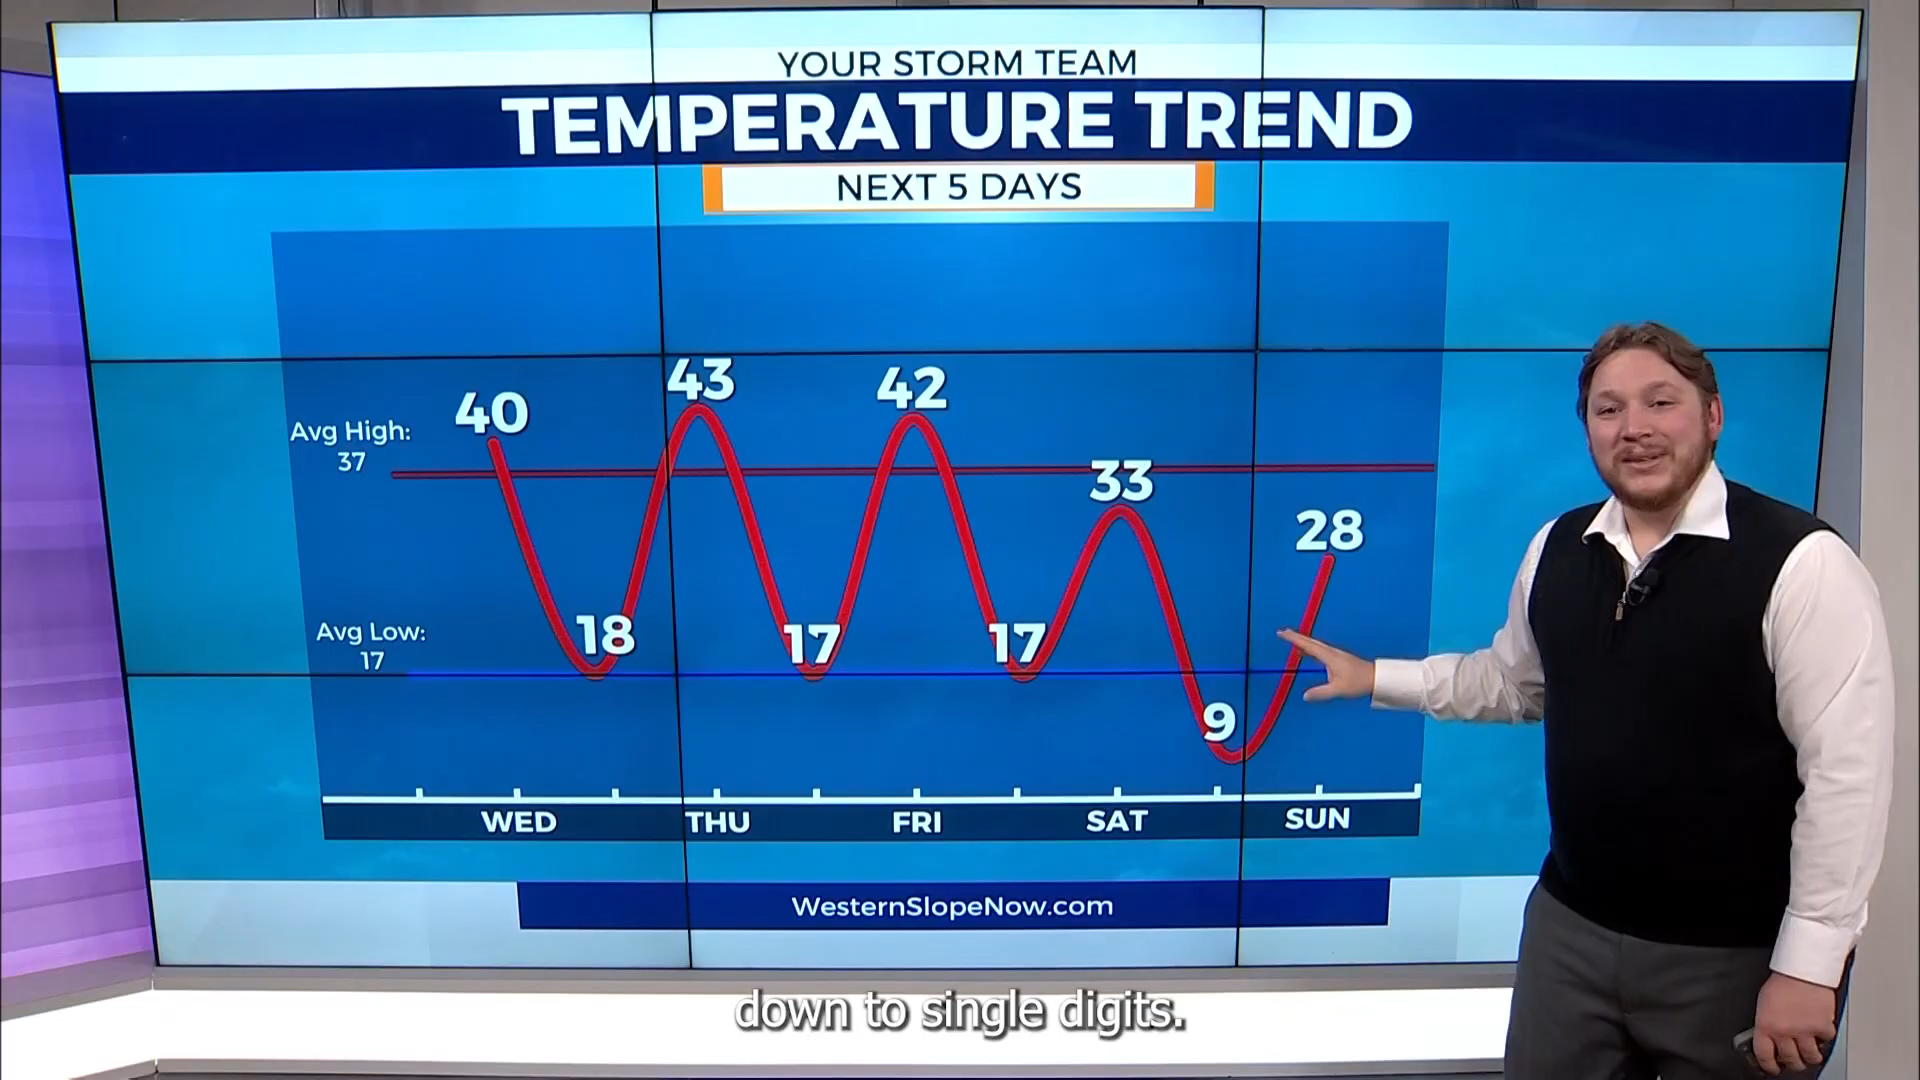 YOUR STORM TEAM
TEMPERATURE TREND
NEXT 5 DAYS
43
42
40
Avg High:
37
33
28
Avg Low:
17
18
17
17
9
WED THU FRI SAT SUN
WesternSlopeNow.com
down to single digits.